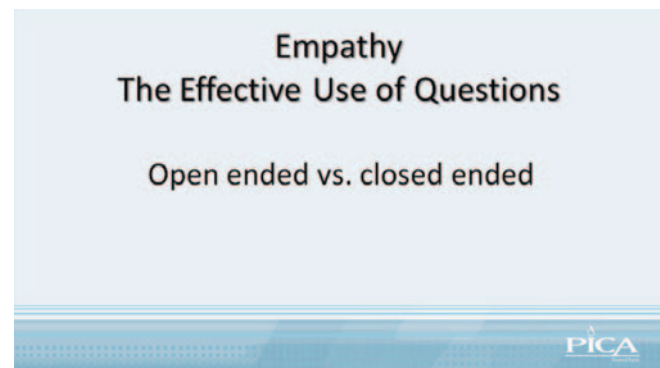 Empathy
The Effective Use of Questions
Open ended vs. closed ended
PICA